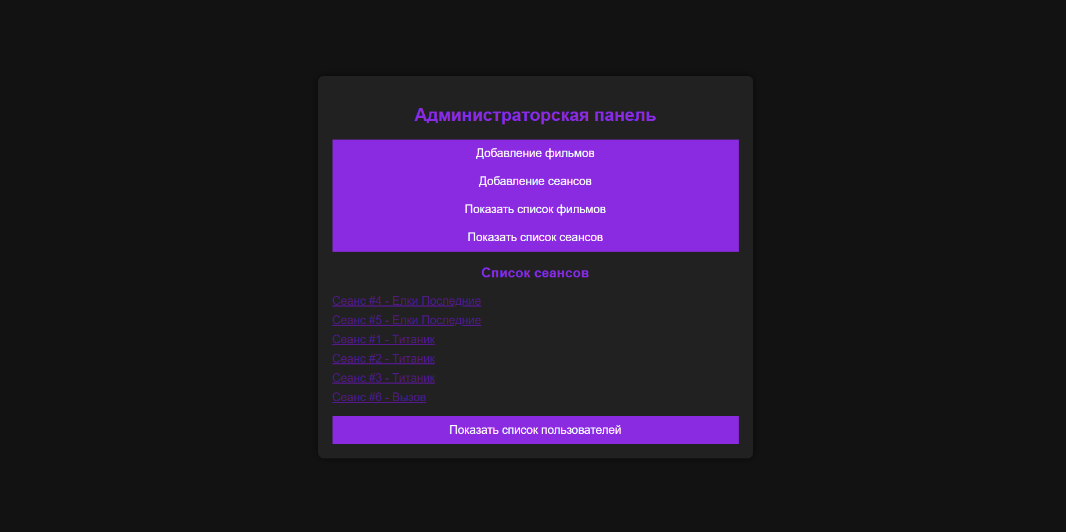 Администраторская панель
Добавление фильмов
Добавление сеансов
Показать список фильмов
Показать список сеансов
Список сеансов
Сеанс #4 - Елки Последние
Сеанс #5 - Елки Последние
Сеанс #1 - Титаник
Сеанс #2 - Титаник
Сеанс #3 - Титаник
Сеанс #6 - Вызов
Показать список пользователей